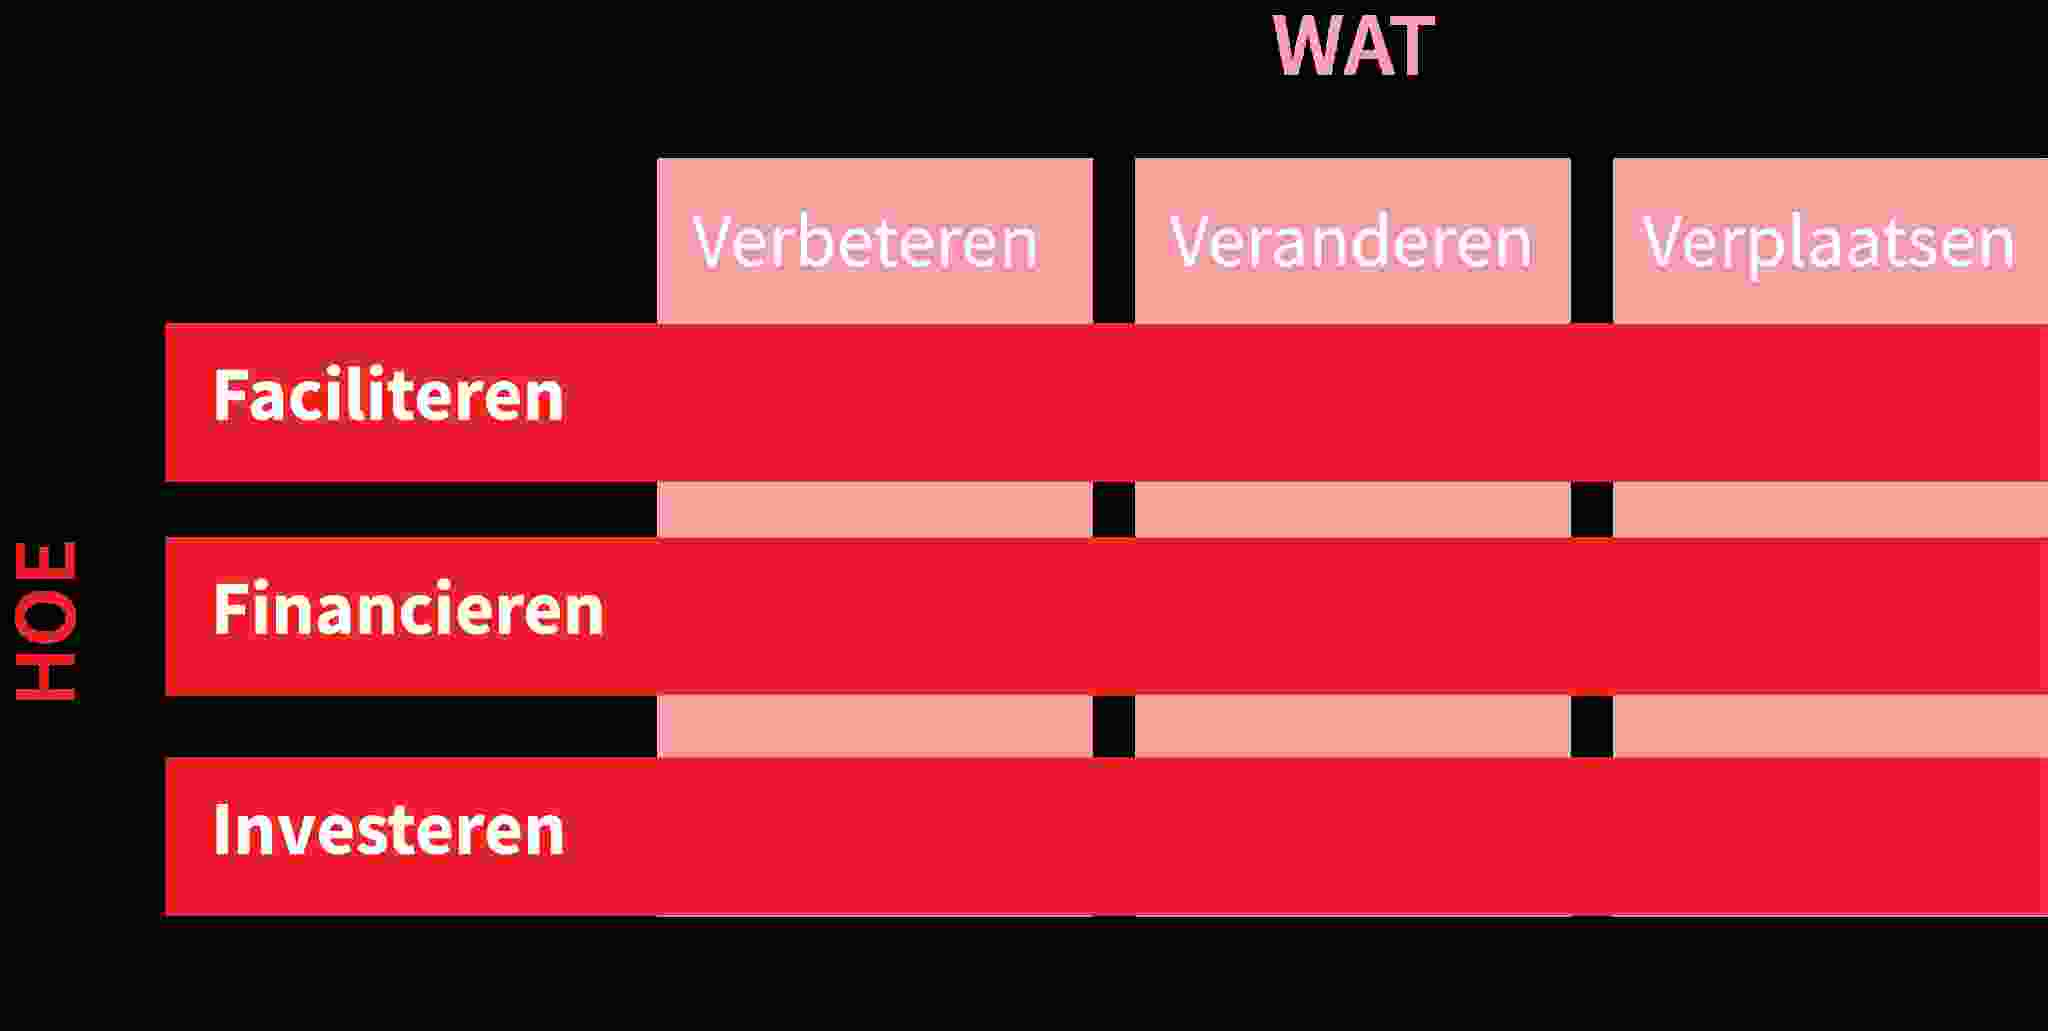 WAT
Verbeteren Veranderen Verplaatsen
Faciliteren
HOE
Financieren
Investeren